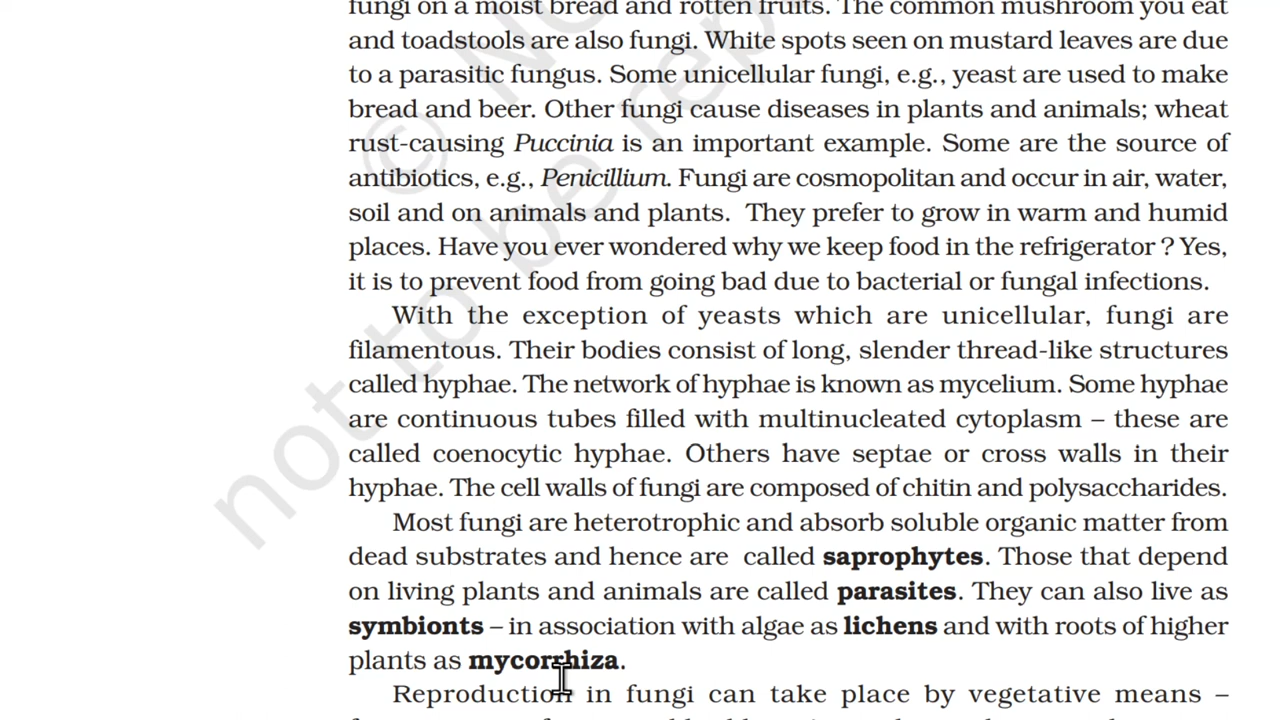 fungi on a moist bread and rotten fruits. The common mushroom you eat
and toadstools are also fungi. White spots seen on mustard leaves are due
to a parasitic fungus. Some unicellular fungi, e.g., yeast are used to make
bread and beer. Other fungi cause diseases in plants and animals; wheat
rust-causing Puccinia is an important example. Some are the source of
antibiotics, e.g., Penicillium. Fungi are cosmopolitan and occur in air, water,
soil and on animals and plants. They prefer to grow in warm and humid
places. Have you ever wondered why we keep food in the refrigerator ? Yes,
it is to prevent food from going bad due to bacterial or fungal infections.
With the exception of yeasts which are unicellular, fungi are
filamentous. Their bodies consist of long, slender thread-like structures
called hyphae. The network of hyphae is known as mycelium. Some hyphae
are continuous tubes filled with multinucleated cytoplasm – these are
called coenocytic hyphae. Others have septae or cross walls in their
hyphae. The cell walls of fungi are composed of chitin and polysaccharides.
Most fungi are heterotrophic and absorb soluble organic matter from
dead substrates and hence are called saprophytes. Those that depend
on living plants and animals are called parasites. They can also live as
symbionts – in association with algae as lichens and with roots of higher
plants as mycorrhiza.
Reproduction in fungi can take place by vegetative means –
©
not to be